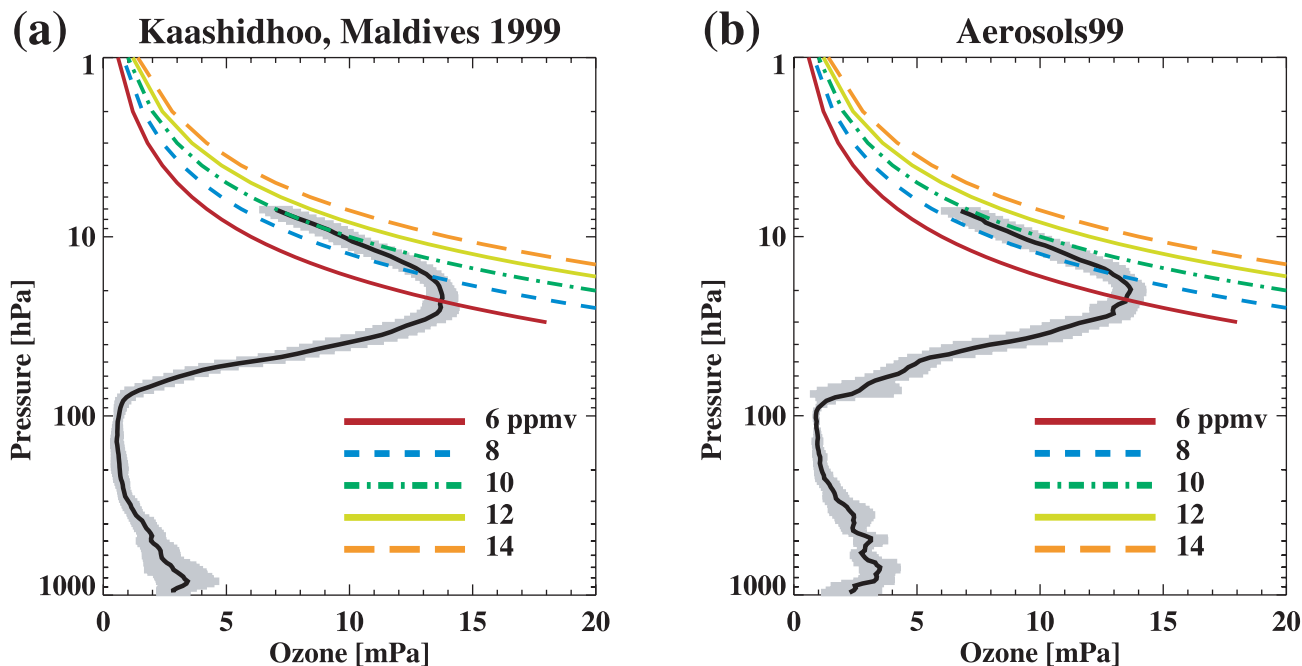 (a) Kaashidhoo, Maldives 1999
1
10
100
1000
Pressure [hPa]
6 ppmv
8
10
12
14
0 5 10 15 20
Ozone [mPa]
(b) Aerosols99
1
10
100
1000
Pressure [hPa]
6 ppmv
8
10
12
14
0 5 10 15 20
Ozone [mPa]